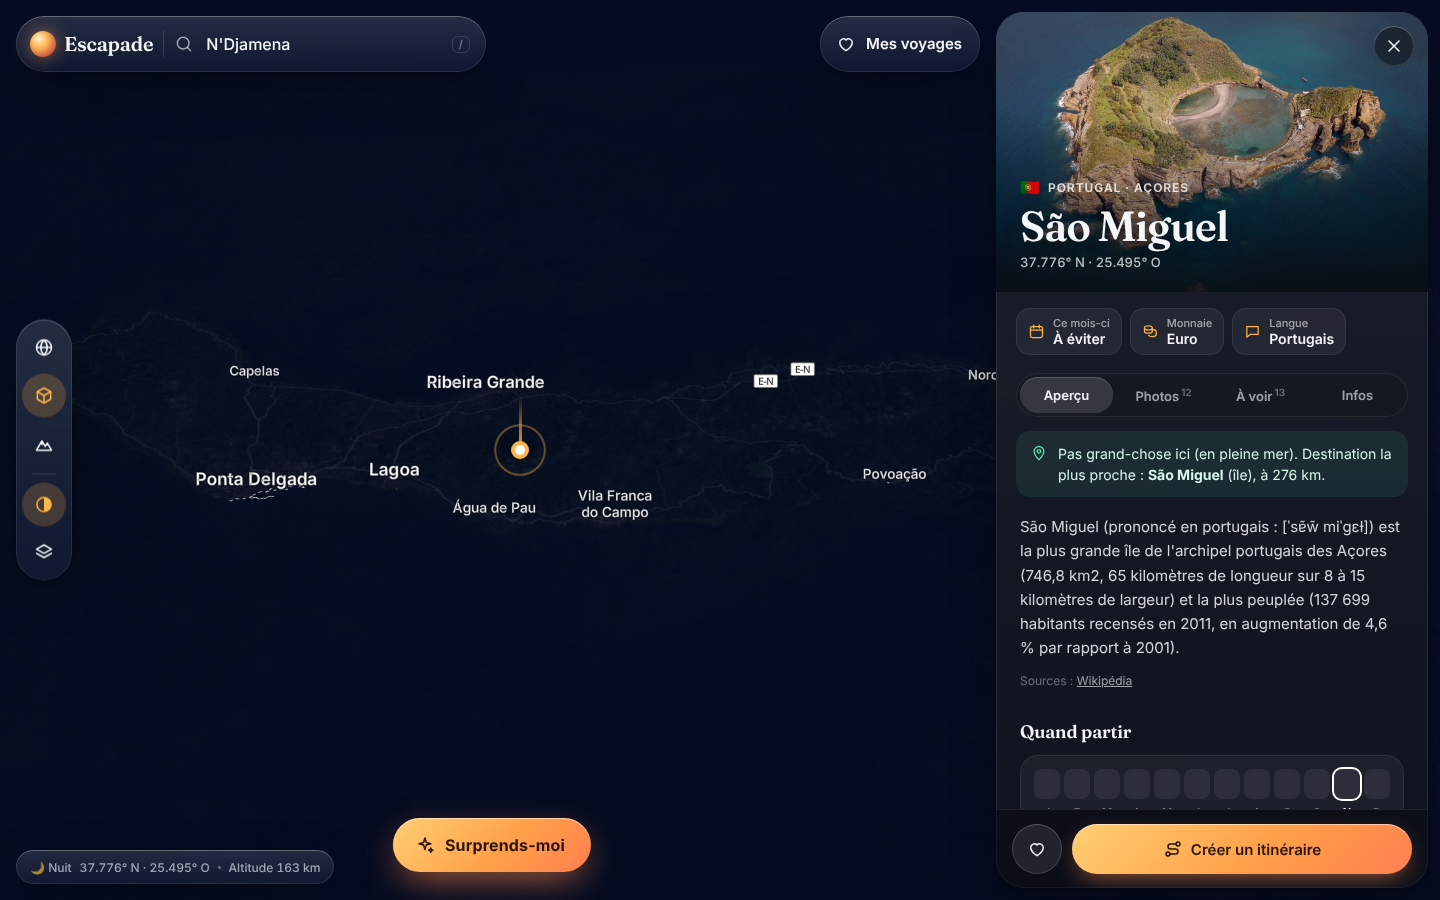 Escapade
N'Djamena
/
Mes voyages
PORTUGAL · AÇORES
São Miguel
37.776° N · 25.495° O
Ce mois-ci
À éviter
Monnaie
Euro
Langue
Portugais
Aperçu
Photos 12
À voir 13
Infos
Pas grand-chose ici (en pleine mer). Destination la
plus proche : São Miguel (île), à 276 km.
São Miguel (prononcé en portugais : [ˈsɐ̃w̃ miˈɡɛɫ]) est
la plus grande île de l'archipel portugais des Açores
(746,8 km2, 65 kilomètres de longueur sur 8 à 15
kilomètres de largeur) et la plus peuplée (137 699
habitants recensés en 2011, en augmentation de 4,6
% par rapport à 2001).
Sources : Wikipédia
Quand partir
Créer un itinéraire
Capelas
Ribeira Grande
E-N
E-N
Ponta Delgada
Lagoa
Água de Pau
Vila Franca
do Campo
Povoação
Surprends-moi
Nuit 37.776° N · 25.495° O • Altitude 163 km